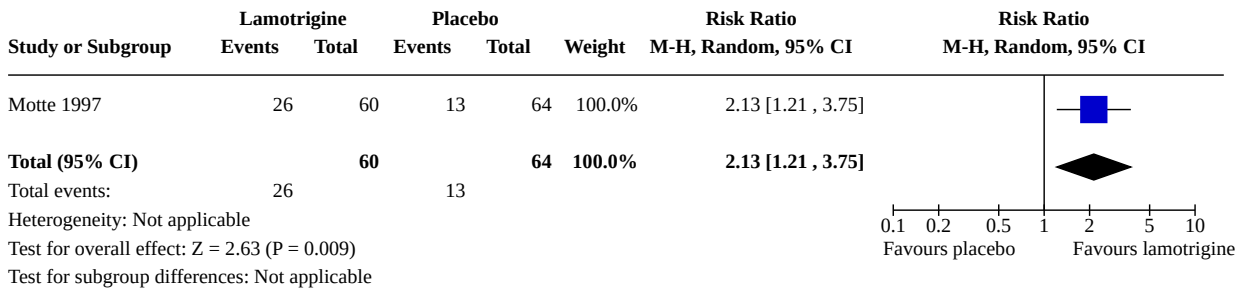 Lamotrigine Placebo Risk Ratio Risk Ratio
Study or Subgroup Events Total Events Total Weight M-H, Random, 95% CI M-H, Random, 95% CI
Motte 1997 26 60 13 64 100.0% 2.13 [1.21 , 3.75]
Total (95% CI) 60 64 100.0% 2.13 [1.21 , 3.75]
Total events: 26 13
Heterogeneity: Not applicable
0.1 0.2 0.5 1 2 5 10
Test for overall effect: Z = 2.63 (P = 0.009)
Favours placebo Favours lamotrigine
Test for subgroup differences: Not applicable